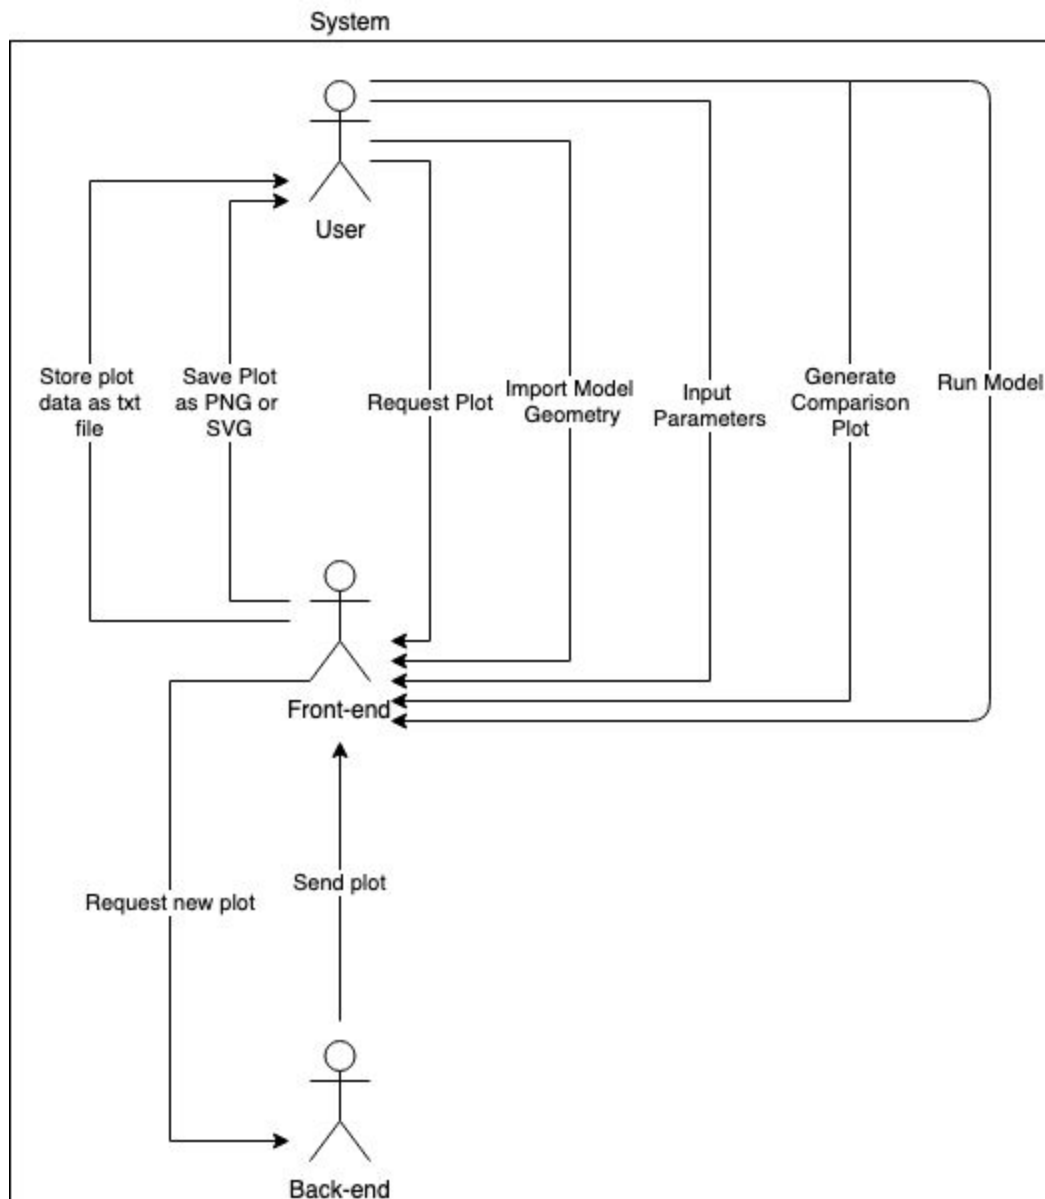 System
User
Store plot
data as txt
file
Save Plot
as PNG or
SVG
Request Plot
Import Model
Geometry
Input
Parameters
Generate
Comparison
Plot
Run Model
Front-end
Request new plot
Send plot
Back-end